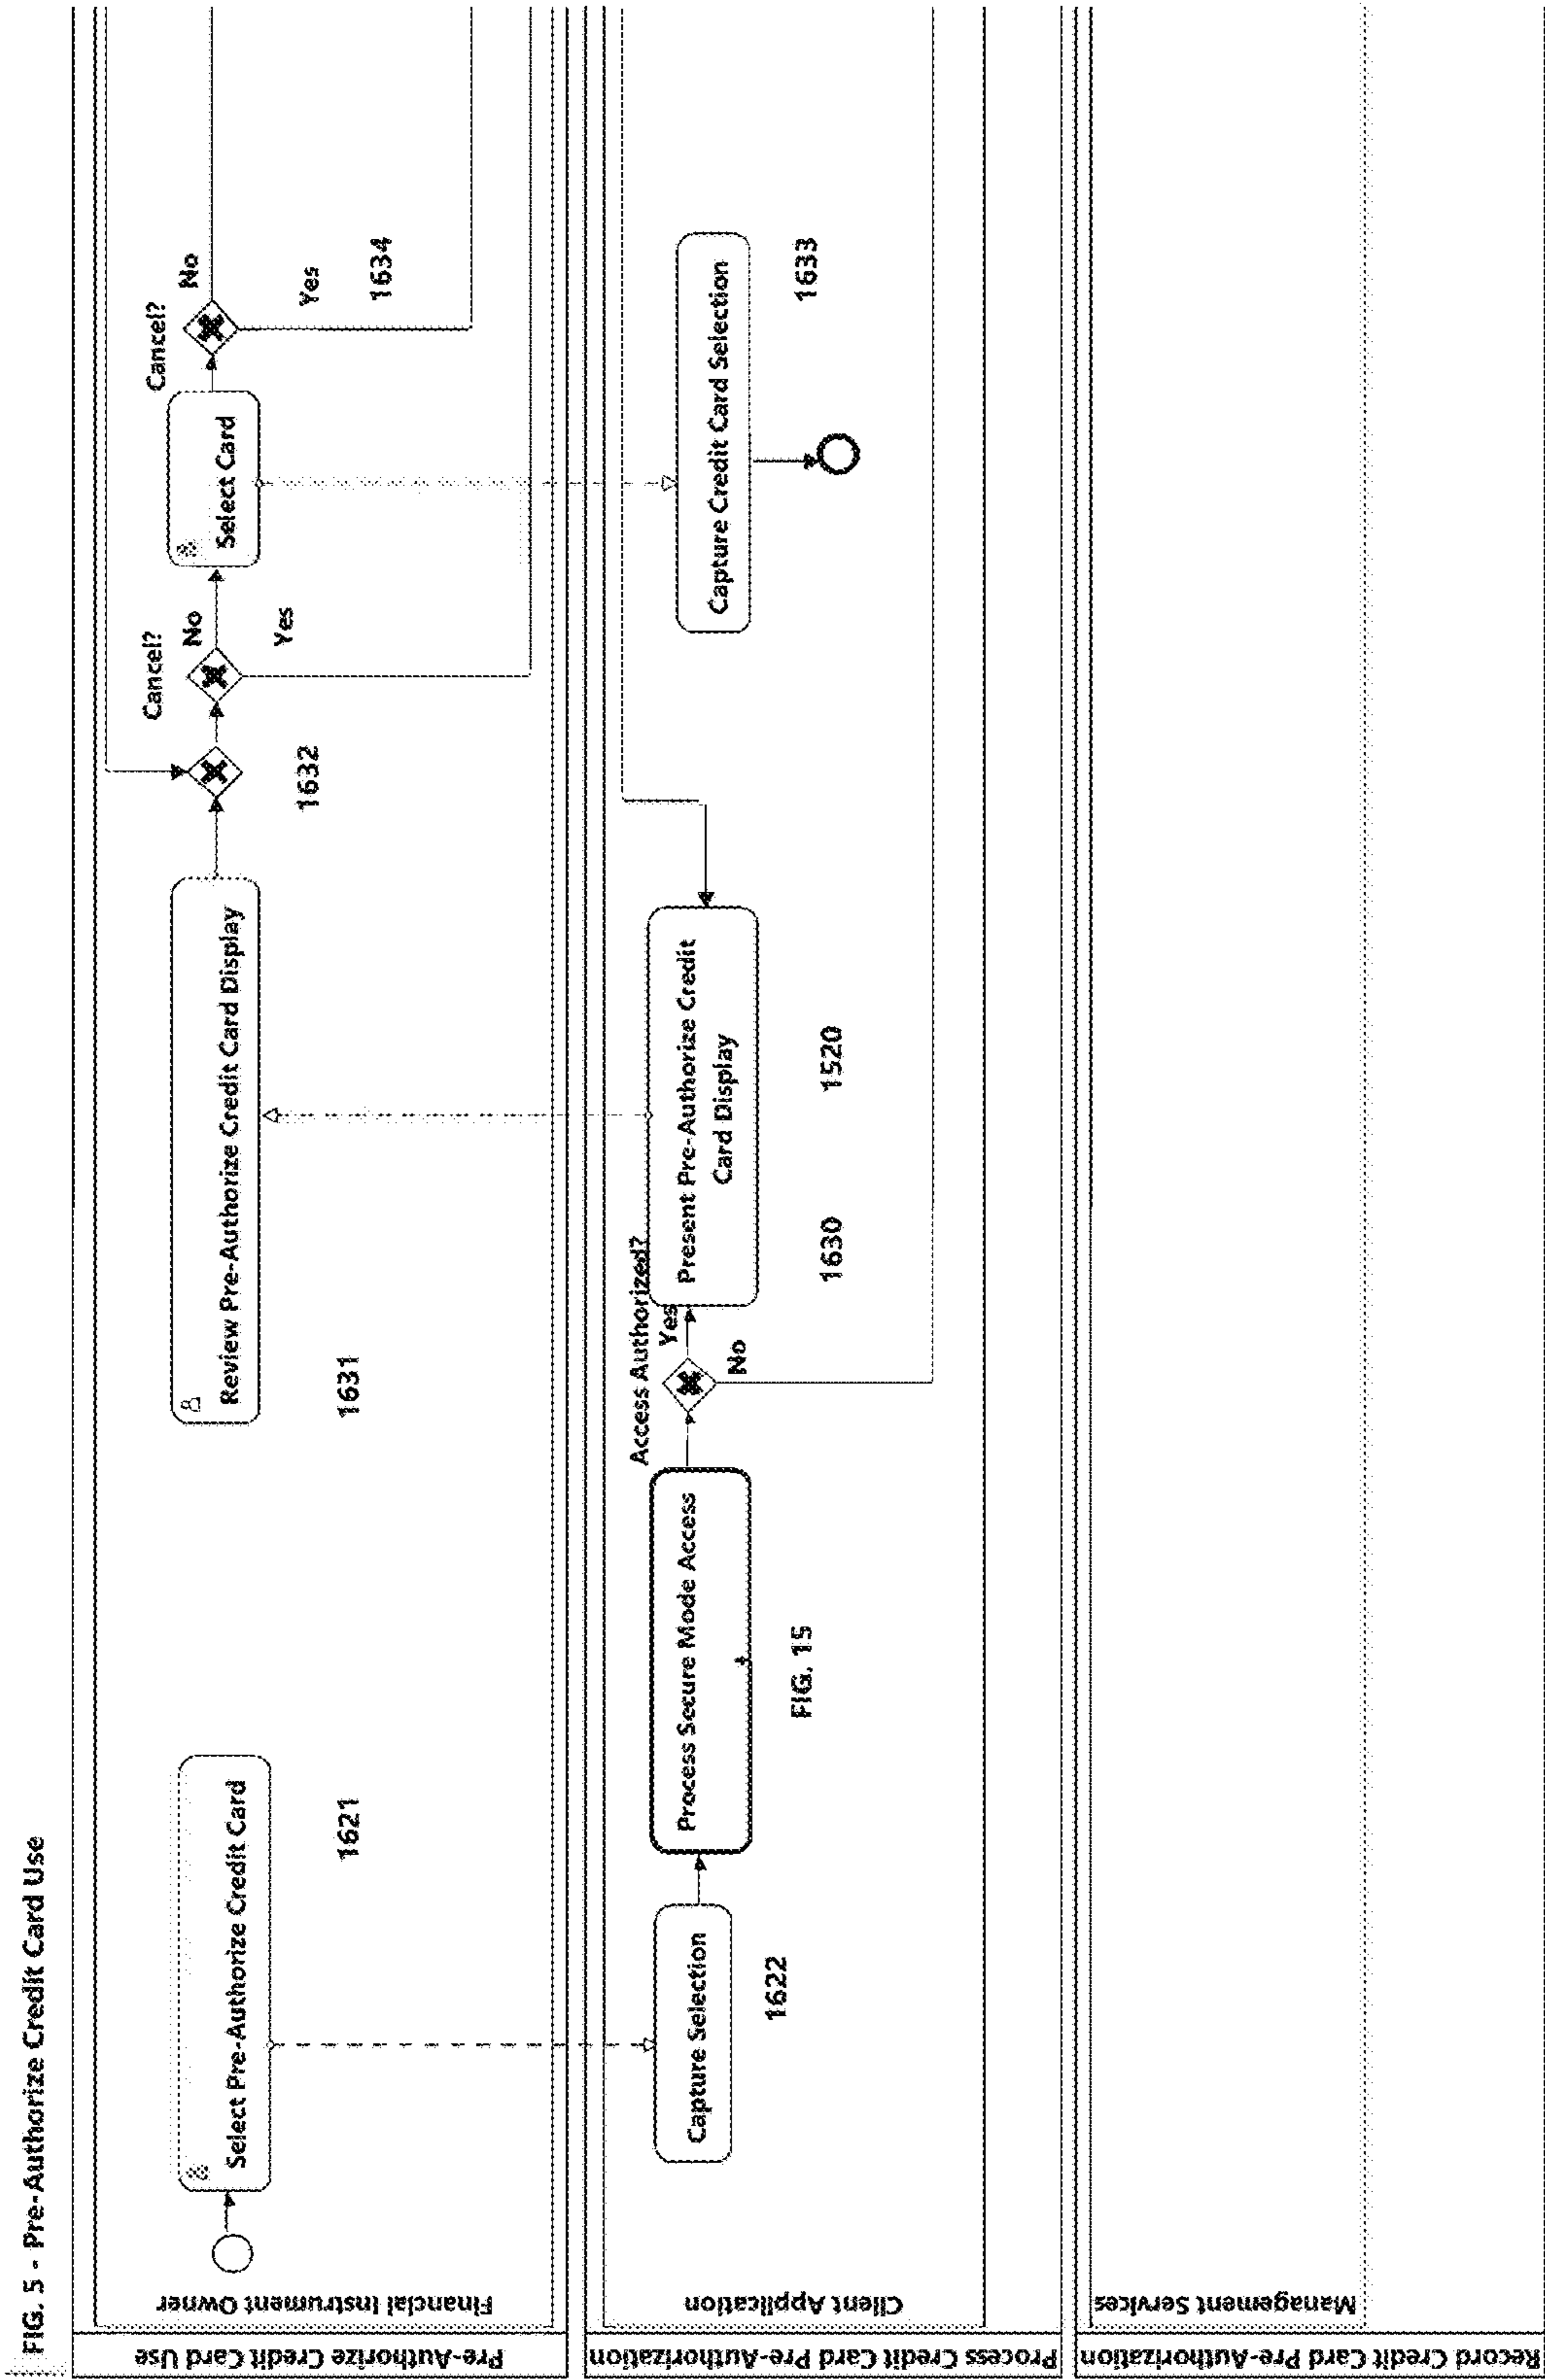 FIG. 5 - Pre-Authorize Credit Card Use
Pre-Authorize Credit Card Use
Financial Instrument Owner
Select Pre-Authorize Credit Card
1621
Review Pre-Authorize Credit Card Display
1631
1632
Cancel?
No
Yes
Select Card
Cancel?
No
Yes
1634
Process Credit Card Pre-Authorization
Client Application
Capture Selection
1622
Process Secure Mode Access
+
FIG. 15
Access Authorized?
Yes
No
Present Pre-Authorize Credit
Card Display
1630
1520
Capture Credit Card Selection
1633
Record Credit Card Pre-Authorization
Management Services